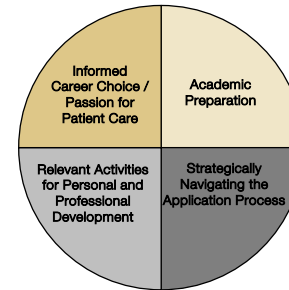 Informed
Career Choice /
Passion for
Patient Care
Academic
Preparation
Relevant Activities
for Personal and
Professional
Development
Strategically
Navigating the
Application Process